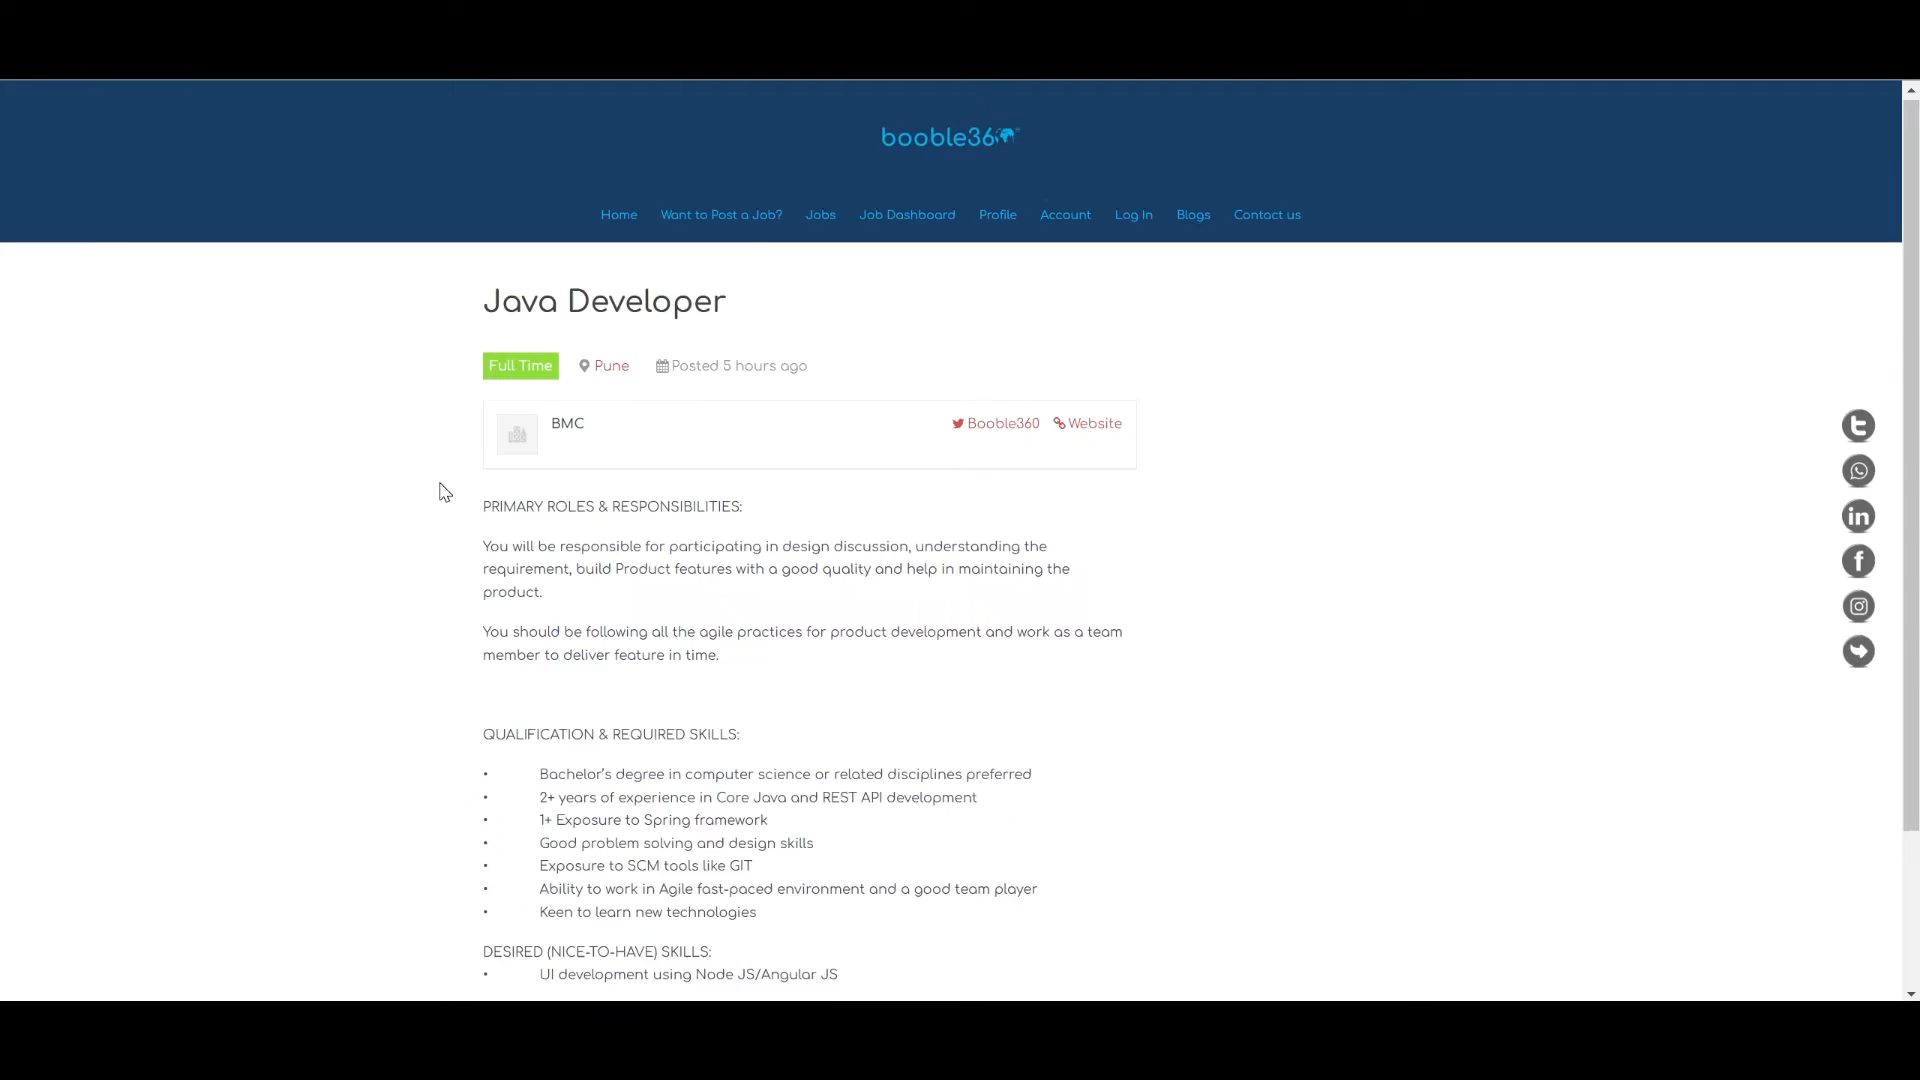 booble360
Home Want to Post a Job? Jobs Job Dashboard Profile Account Log In Blogs Contact us
Java Developer
Full Time Pune Posted 5 hours ago
BMC Booble360 Website
PRIMARY ROLES & RESPONSIBILITIES:
You will be responsible for participating in design discussion, understanding the
requirement, build Product features with a good quality and help in maintaining the
product.
You should be following all the agile practices for product development and work as a team
member to deliver feature in time.
QUALIFICATION & REQUIRED SKILLS:
• Bachelor’s degree in computer science or related disciplines preferred
• 2+ years of experience in Core Java and REST API development
• 1+ Exposure to Spring framework
• Good problem solving and design skills
• Exposure to SCM tools like GIT
• Ability to work in Agile fast-paced environment and a good team player
• Keen to learn new technologies
DESIRED (NICE-TO-HAVE) SKILLS:
• UI development using Node JS/Angular JS